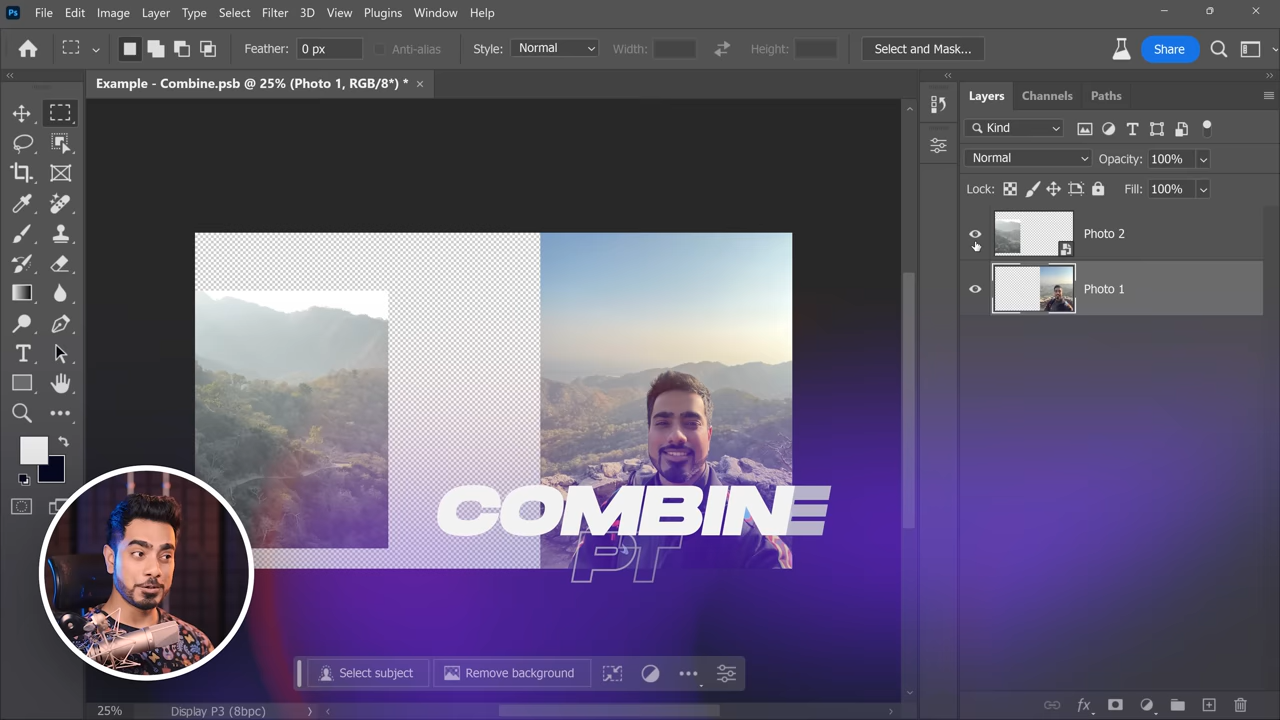 Ps File Edit Image Layer Type Select Filter 3D View Plugins Window Help
Feather: 0 px Anti-alias Style: Normal Width: Height: Select and Mask... Share
Example - Combine.psb @ 25% (Photo 1, RGB/8*) * ×
Layers Channels Paths
Kind
Normal Opacity: 100%
Lock: Fill: 100%
Photo 2
Photo 1
COMBINE
PT
Select subject Remove background
25% Display P3 (8bpc)